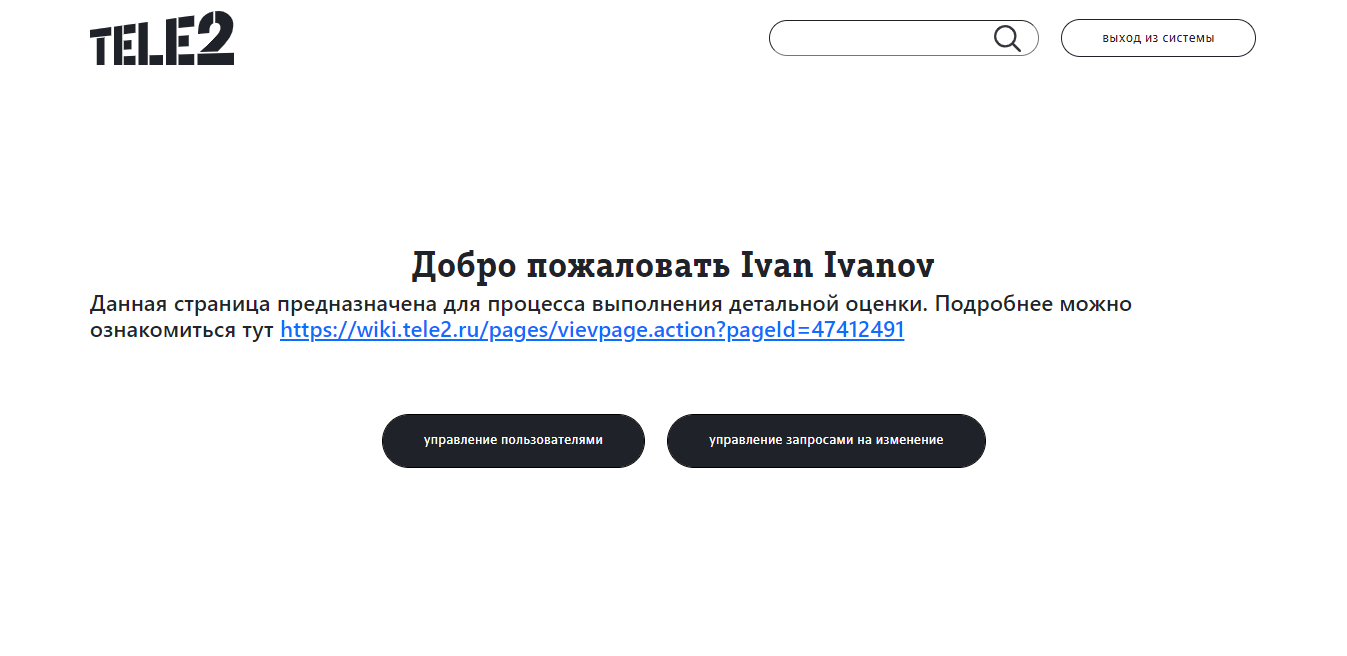 TELE2
выход из системы
Добро пожаловать Ivan Ivanov
Данная страница предназначена для процесса выполнения детальной оценки. Подробнее можно
ознакомиться тут https://wiki.tele2.ru/pages/vievpage.action?pageId=47412491
управление пользователями
управление запросами на изменение